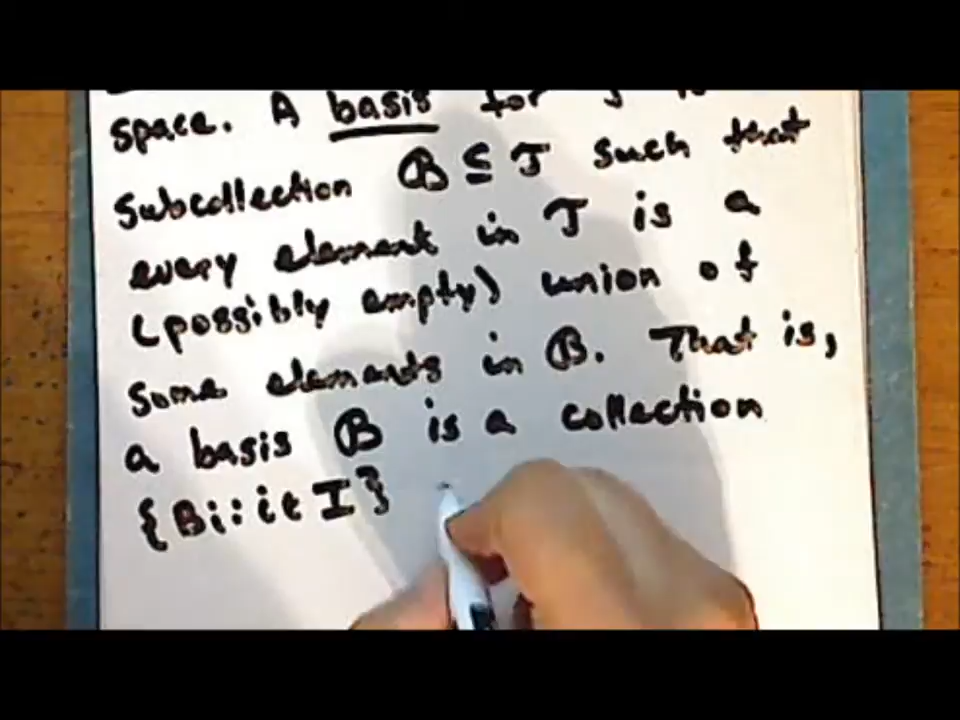 space. A basis for J is
subcollection B ⊆ J such that
every element in J is a
(possibly empty) union of
some elements in B. That is,
a basis B is a collection
{Bi: i ∈ I}